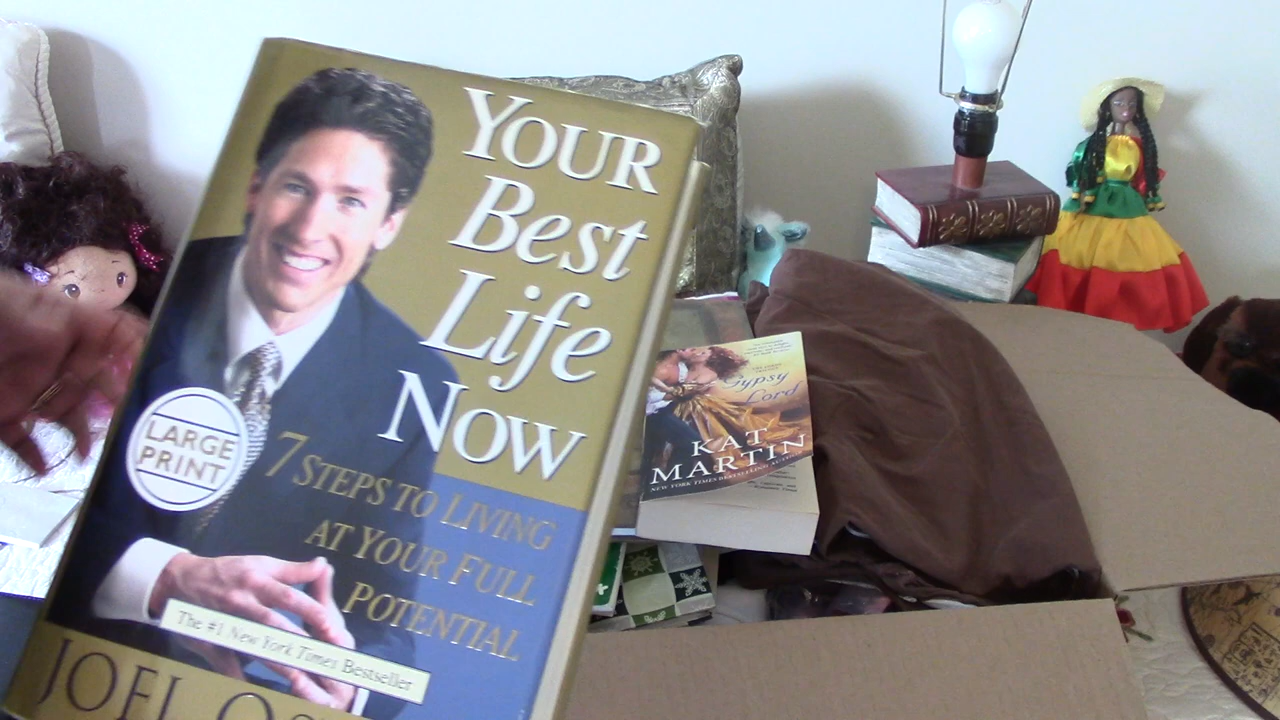 YOUR
Best
Life
NOW
LARGE
PRINT
7 STEPS TO LIVING
AT YOUR FULL
POTENTIAL
The #1 New York Times Bestseller
JOEL OS
Gypsy
Lord
KAT
MARTIN
NEW YORK TIMES BESTSELLING AUTHOR